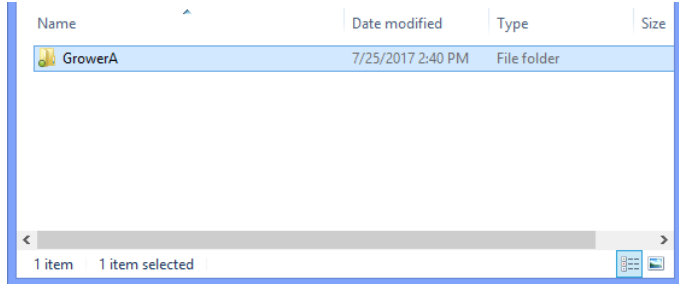 Name Date modified Type Size
GrowerA 7/25/2017 2:40 PM File folder
1 item 1 item selected